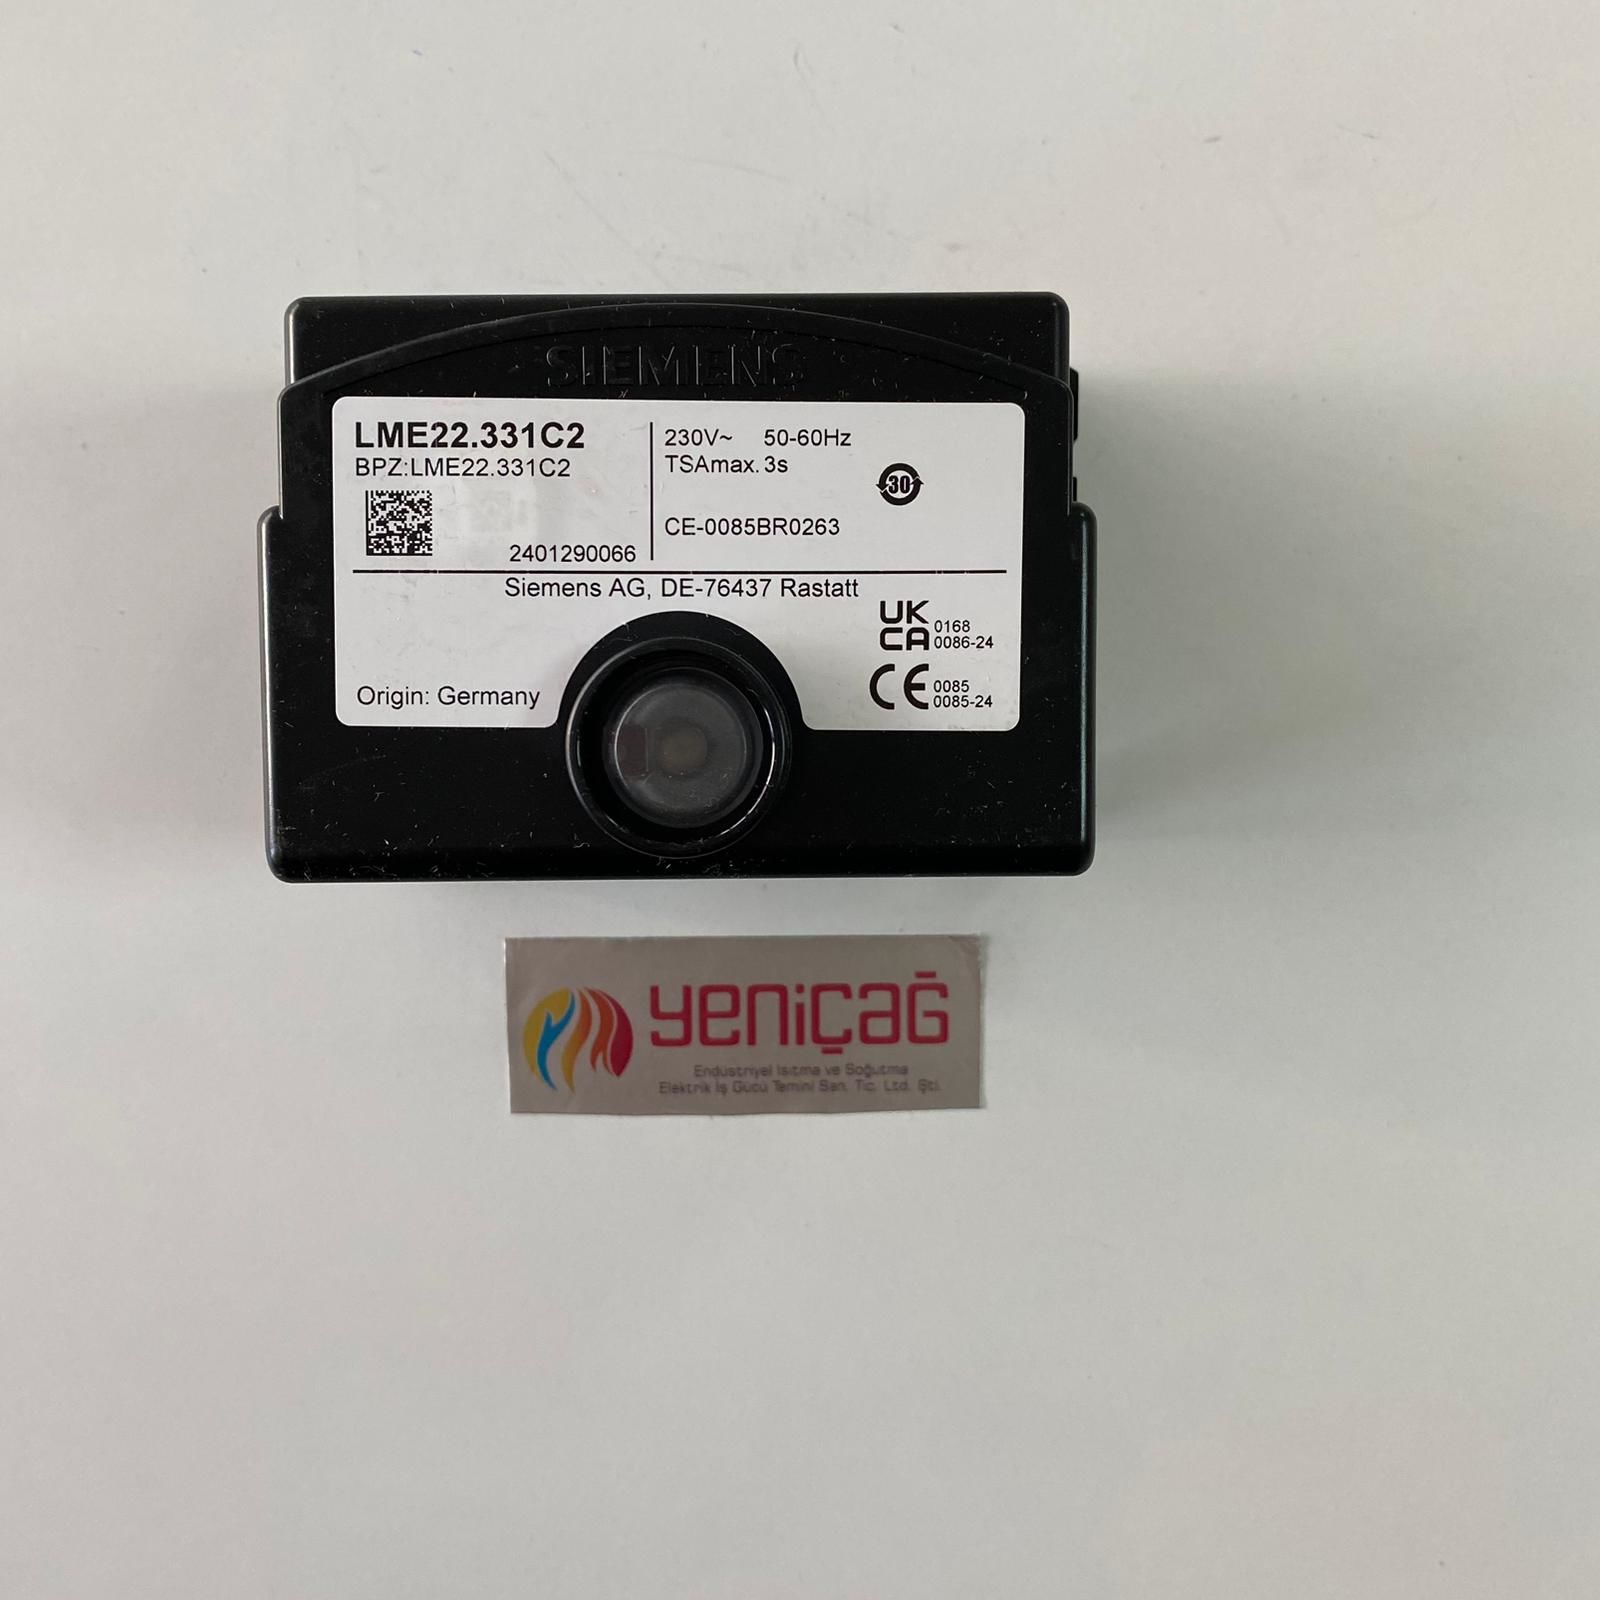 SIEMENS
LME22.331C2
BPZ:LME22.331C2
2401290066
230V~ 50-60Hz
TSAmax. 3s
30
CE-0085BR0263
Siemens AG, DE-76437 Rastatt
UK
CA 0168
0086-24
Origin: Germany
CE 0085
0085-24
yeniçağ
Endüstriyel Isıtma ve Soğutma
Elektrik İş Gücü Temini San. Tic. Ltd. Şti.